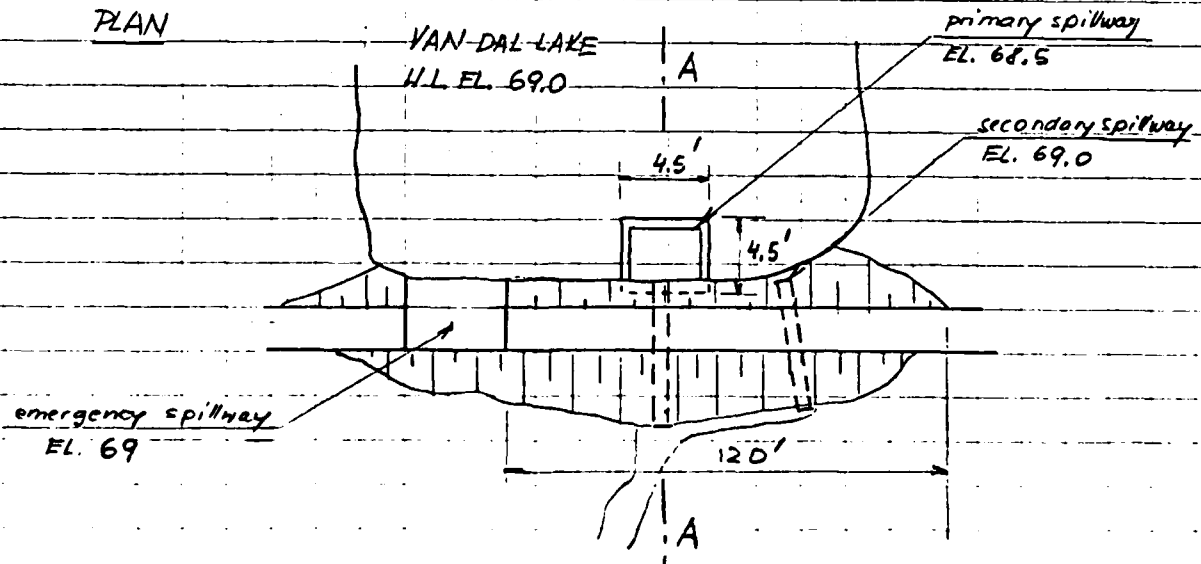 PLAN
VAN DAL LAKE
W.L. EL. 69.0
A
primary spillway
EL. 68.5
secondary spillway
EL. 69.0
4.5'
4.5'
emergency spillway
EL. 69
120'
A